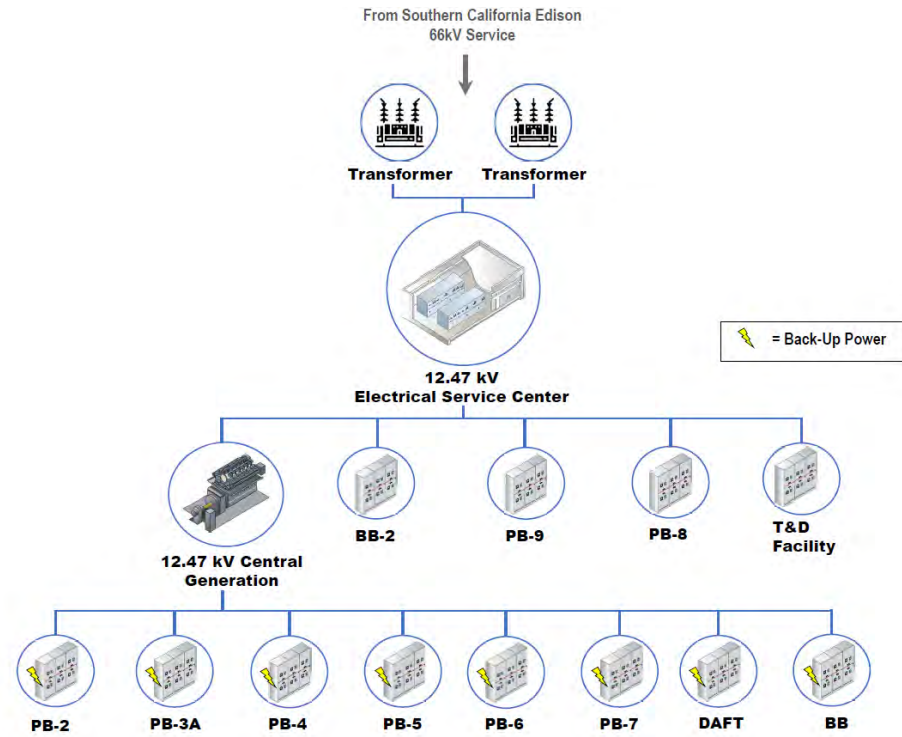 From Southern California Edison
66kV Service
Transformer
Transformer
12.47 kV
Electrical Service Center
= Back-Up Power
12.47 kV Central
Generation
BB-2
PB-9
PB-8
T&D
Facility
PB-2
PB-3A
PB-4
PB-5
PB-6
PB-7
DAFT
BB